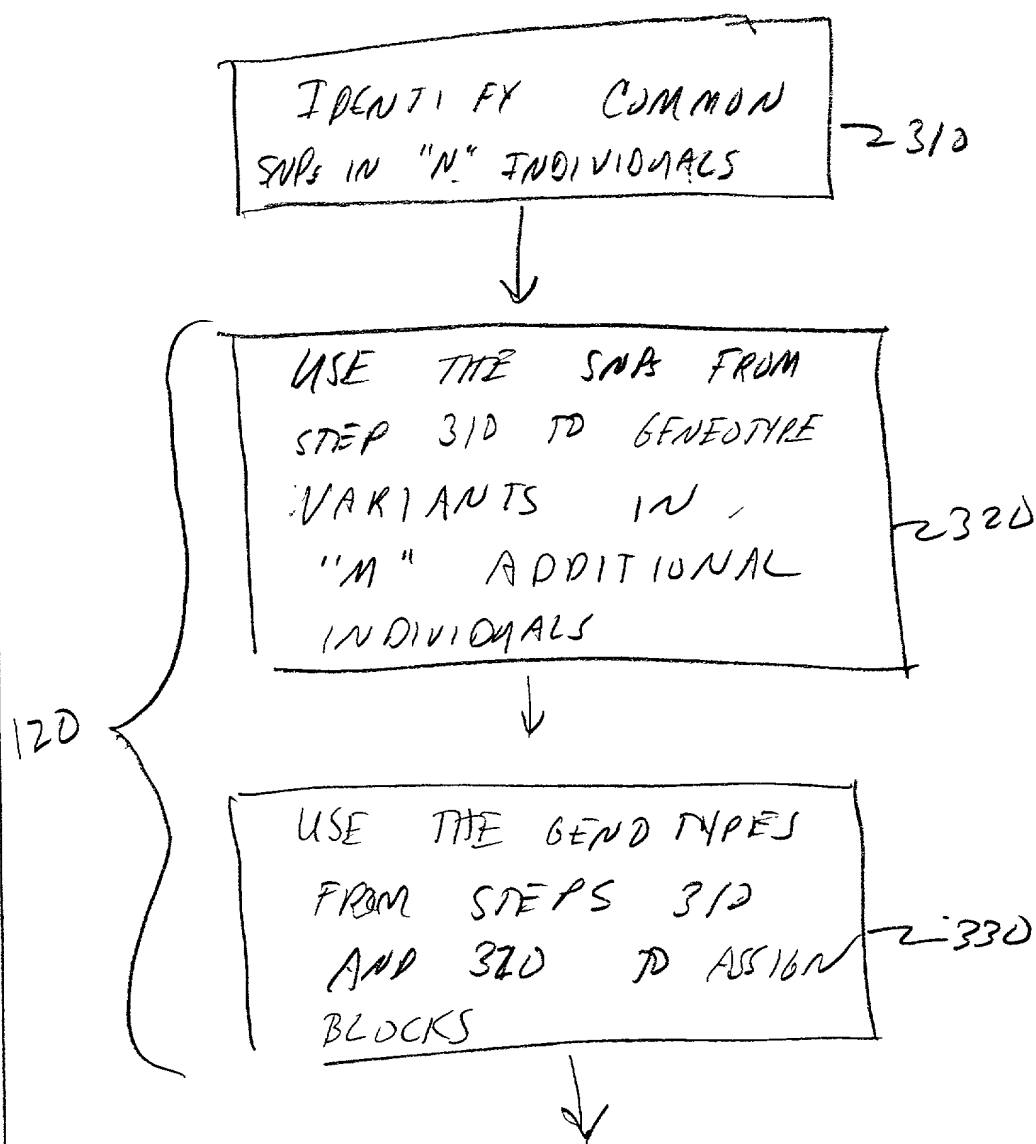 IDENTIFY COMMON
SNPs IN "N" INDIVIDUALS
310
USE THE SNPs FROM
STEP 310 TO GENEOTYPE
VARIANTS IN
"M" ADDITIONAL
INDIVIDUALS
320
120
USE THE GENOTYPES
FROM STEPS 310
AND 320 TO ASSIGN
BLOCKS
330